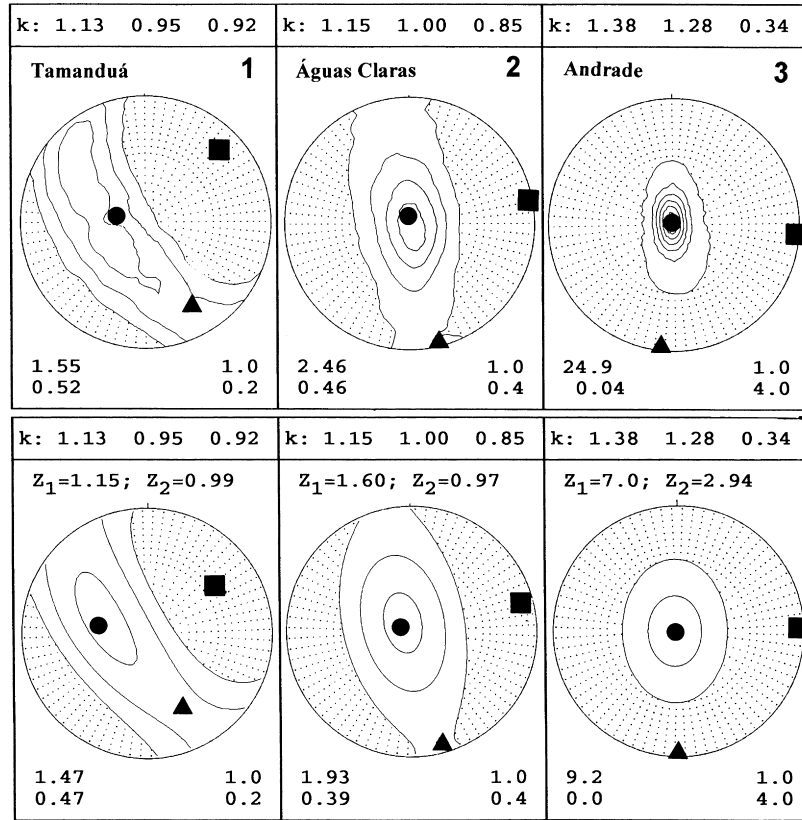 k: 1.13 0.95 0.92
Tamanduá 1
1.55 1.0
0.52 0.2
k: 1.15 1.00 0.85
Águas Claras 2
2.46 1.0
0.46 0.4
k: 1.38 1.28 0.34
Andrade 3
24.9 1.0
0.04 4.0
k: 1.13 0.95 0.92
Z1=1.15; Z2=0.99
1.47 1.0
0.47 0.2
k: 1.15 1.00 0.85
Z1=1.60; Z2=0.97
1.93 1.0
0.39 0.4
k: 1.38 1.28 0.34
Z1=7.0; Z2=2.94
9.2 1.0
0.0 4.0